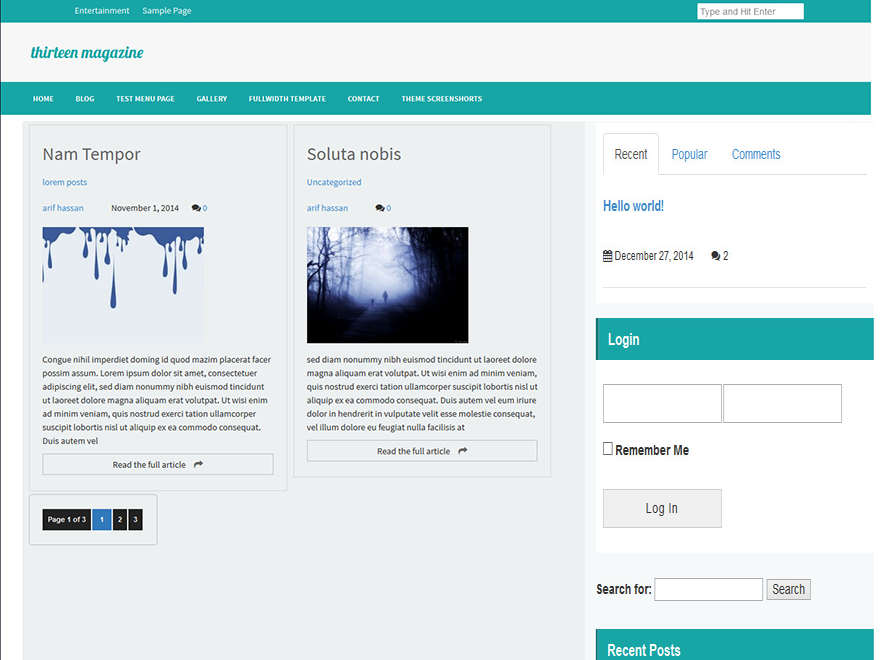 Entertainment Sample Page
Type and Hit Enter
thirteen magazine
HOME BLOG TEST MENU PAGE GALLERY FULLWIDTH TEMPLATE CONTACT THEME SCREENSHORTS
Nam Tempor
lorem posts
arif hassan November 1, 2014 0
Congue nihil imperdiet doming id quod mazim placerat facer
possim assum. Lorem ipsum dolor sit amet, consectetuer
adipiscing elit, sed diam nonummy nibh euismod tincidunt
ut laoreet dolore magna aliquam erat volutpat. Ut wisi enim
ad minim veniam, quis nostrud exerci tation ullamcorper
suscipit lobortis nisl ut aliquip ex ea commodo consequat.
Duis autem vel
Read the full article
Soluta nobis
Uncategorized
arif hassan 0
sed diam nonummy nibh euismod tincidunt ut laoreet dolore
magna aliquam erat volutpat. Ut wisi enim ad minim veniam,
quis nostrud exerci tation ullamcorper suscipit lobortis nisl ut
aliquip ex ea commodo consequat. Duis autem vel eum iriure
dolor in hendrerit in vulputate velit esse molestie consequat,
vel illum dolore eu feugiat nulla facilisis at
Read the full article
Page 1 of 3 1 2 3
Recent Popular Comments
Hello world!
December 27, 2014 2
Login
Remember Me
Log In
Search for: Search
Recent Posts